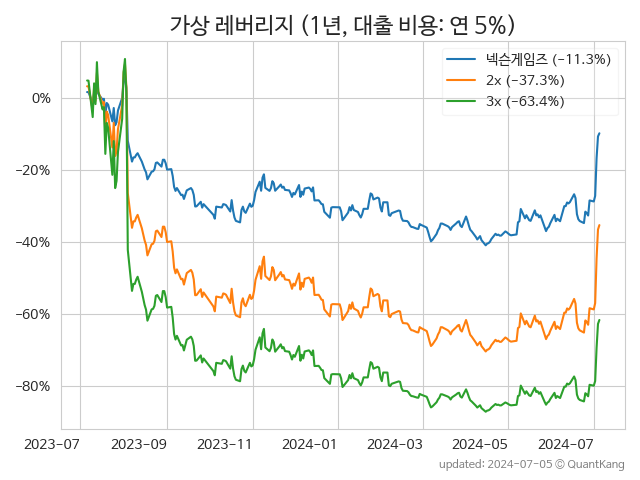 가상 레버리지 (1년, 대출 비용: 연 5%)
넥슨게임즈 (−11.3%)
2x (−37.3%)
3x (−63.4%)
0%
−20%
−40%
−60%
−80%
2023-07 2023-09 2023-11 2024-01 2024-03 2024-05 2024-07
updated: 2024-07-05 © QuantKang